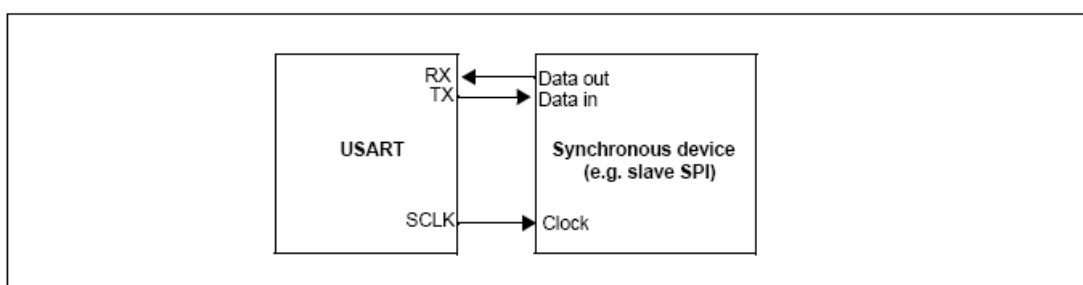 RX
TX
USART
SCLK
Data out
Data in
Synchronous device
(e.g. slave SPI)
Clock